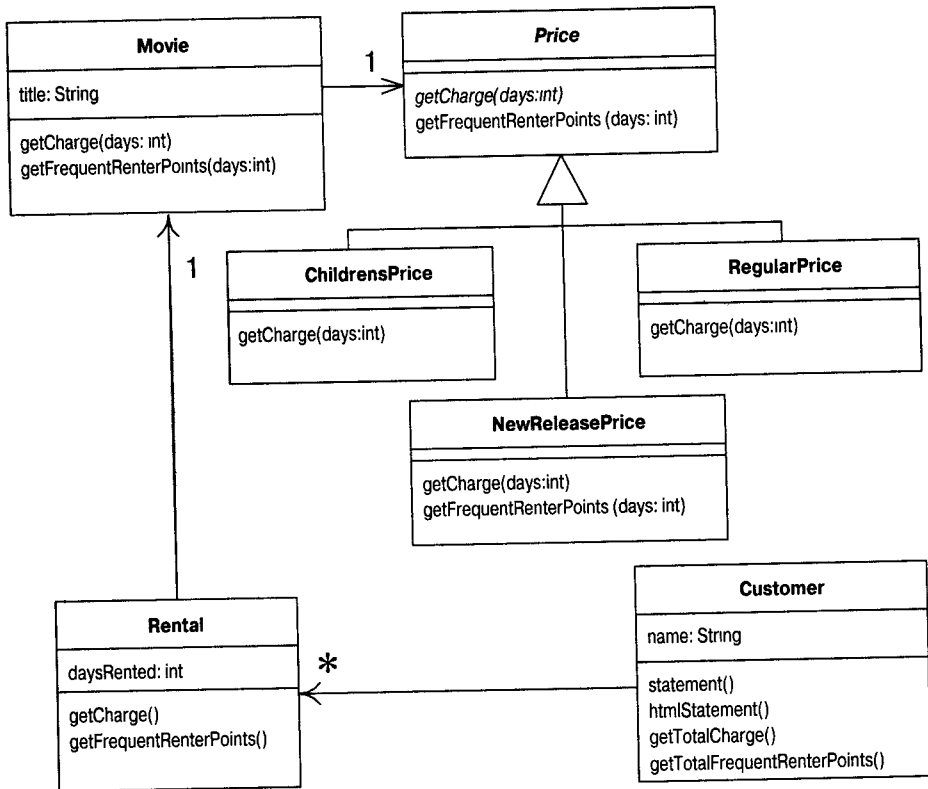 Movie
title: String
getCharge(days: int)
getFrequentRenterPoints(days:int)
1
Price
getCharge(days:int)
getFrequentRenterPoints (days: int)
1
ChildrensPrice
getCharge(days:int)
RegularPrice
getCharge(days:int)
NewReleasePrice
getCharge(days:int)
getFrequentRenterPoints (days: int)
Rental
daysRented: int
getCharge()
getFrequentRenterPoints()
*
Customer
name: String
statement()
htmlStatement()
getTotalCharge()
getTotalFrequentRenterPoints()